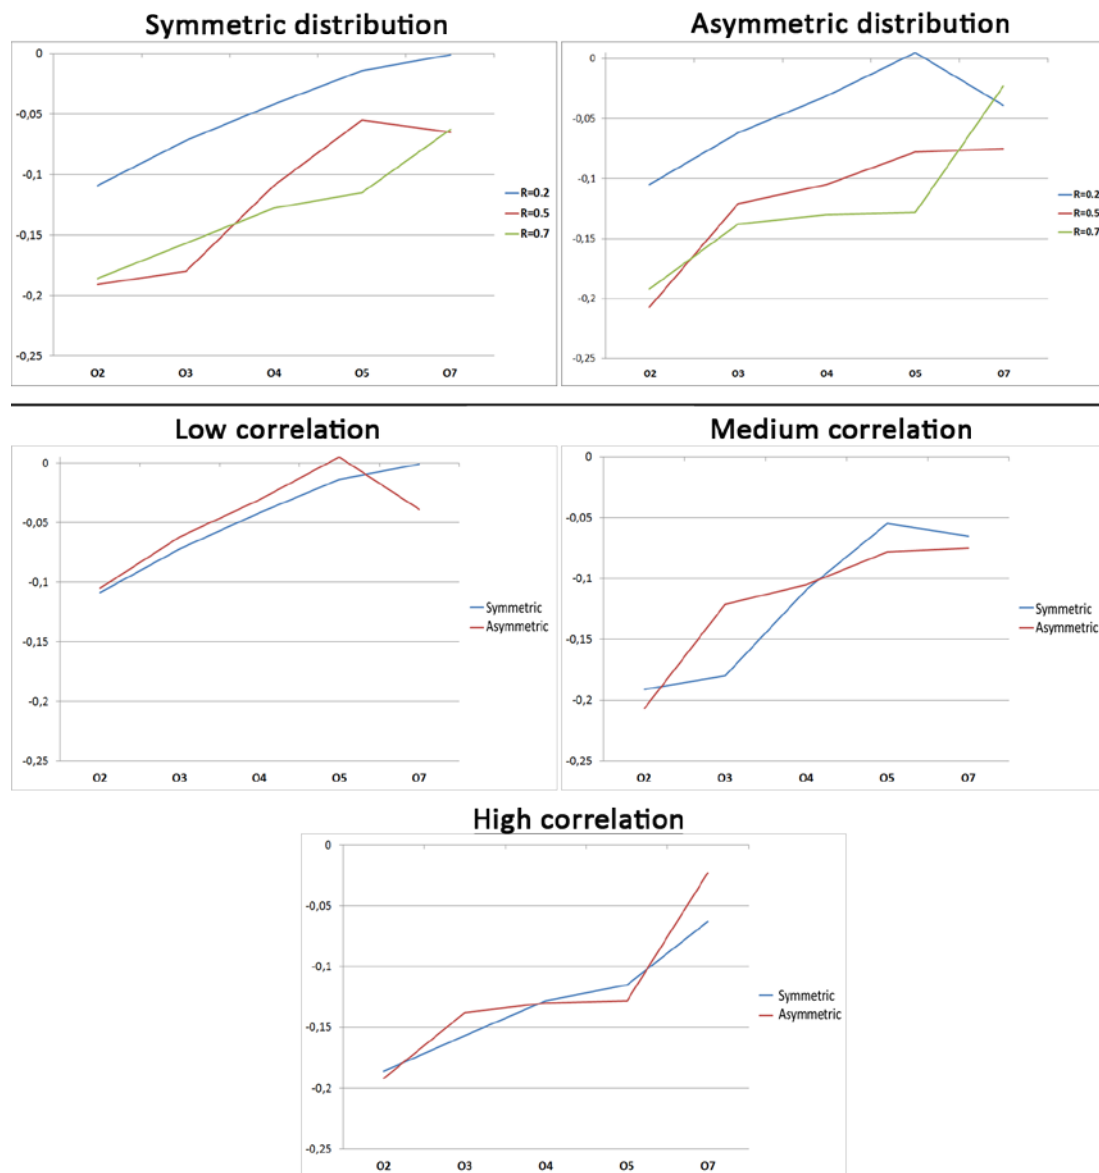 Symmetric distribution
0
-0,05
-0,1
-0,15
-0,2
-0,25
O2 O3 O4 O5 O7
R=0.2
R=0.5
R=0.7
Asymmetric distribution
0
-0,05
-0,1
-0,15
-0,2
-0,25
O2 O3 O4 O5 O7
R=0.2
R=0.5
R=0.7
Low correlation
0
-0,05
-0,1
-0,15
-0,2
-0,25
O2 O3 O4 O5 O7
Symmetric
Asymmetric
Medium correlation
0
-0,05
-0,1
-0,15
-0,2
-0,25
O2 O3 O4 O5 O7
Symmetric
Asymmetric
High correlation
0
-0,05
-0,1
-0,15
-0,2
-0,25
O2 O3 O4 O5 O7
Symmetric
Asymmetric